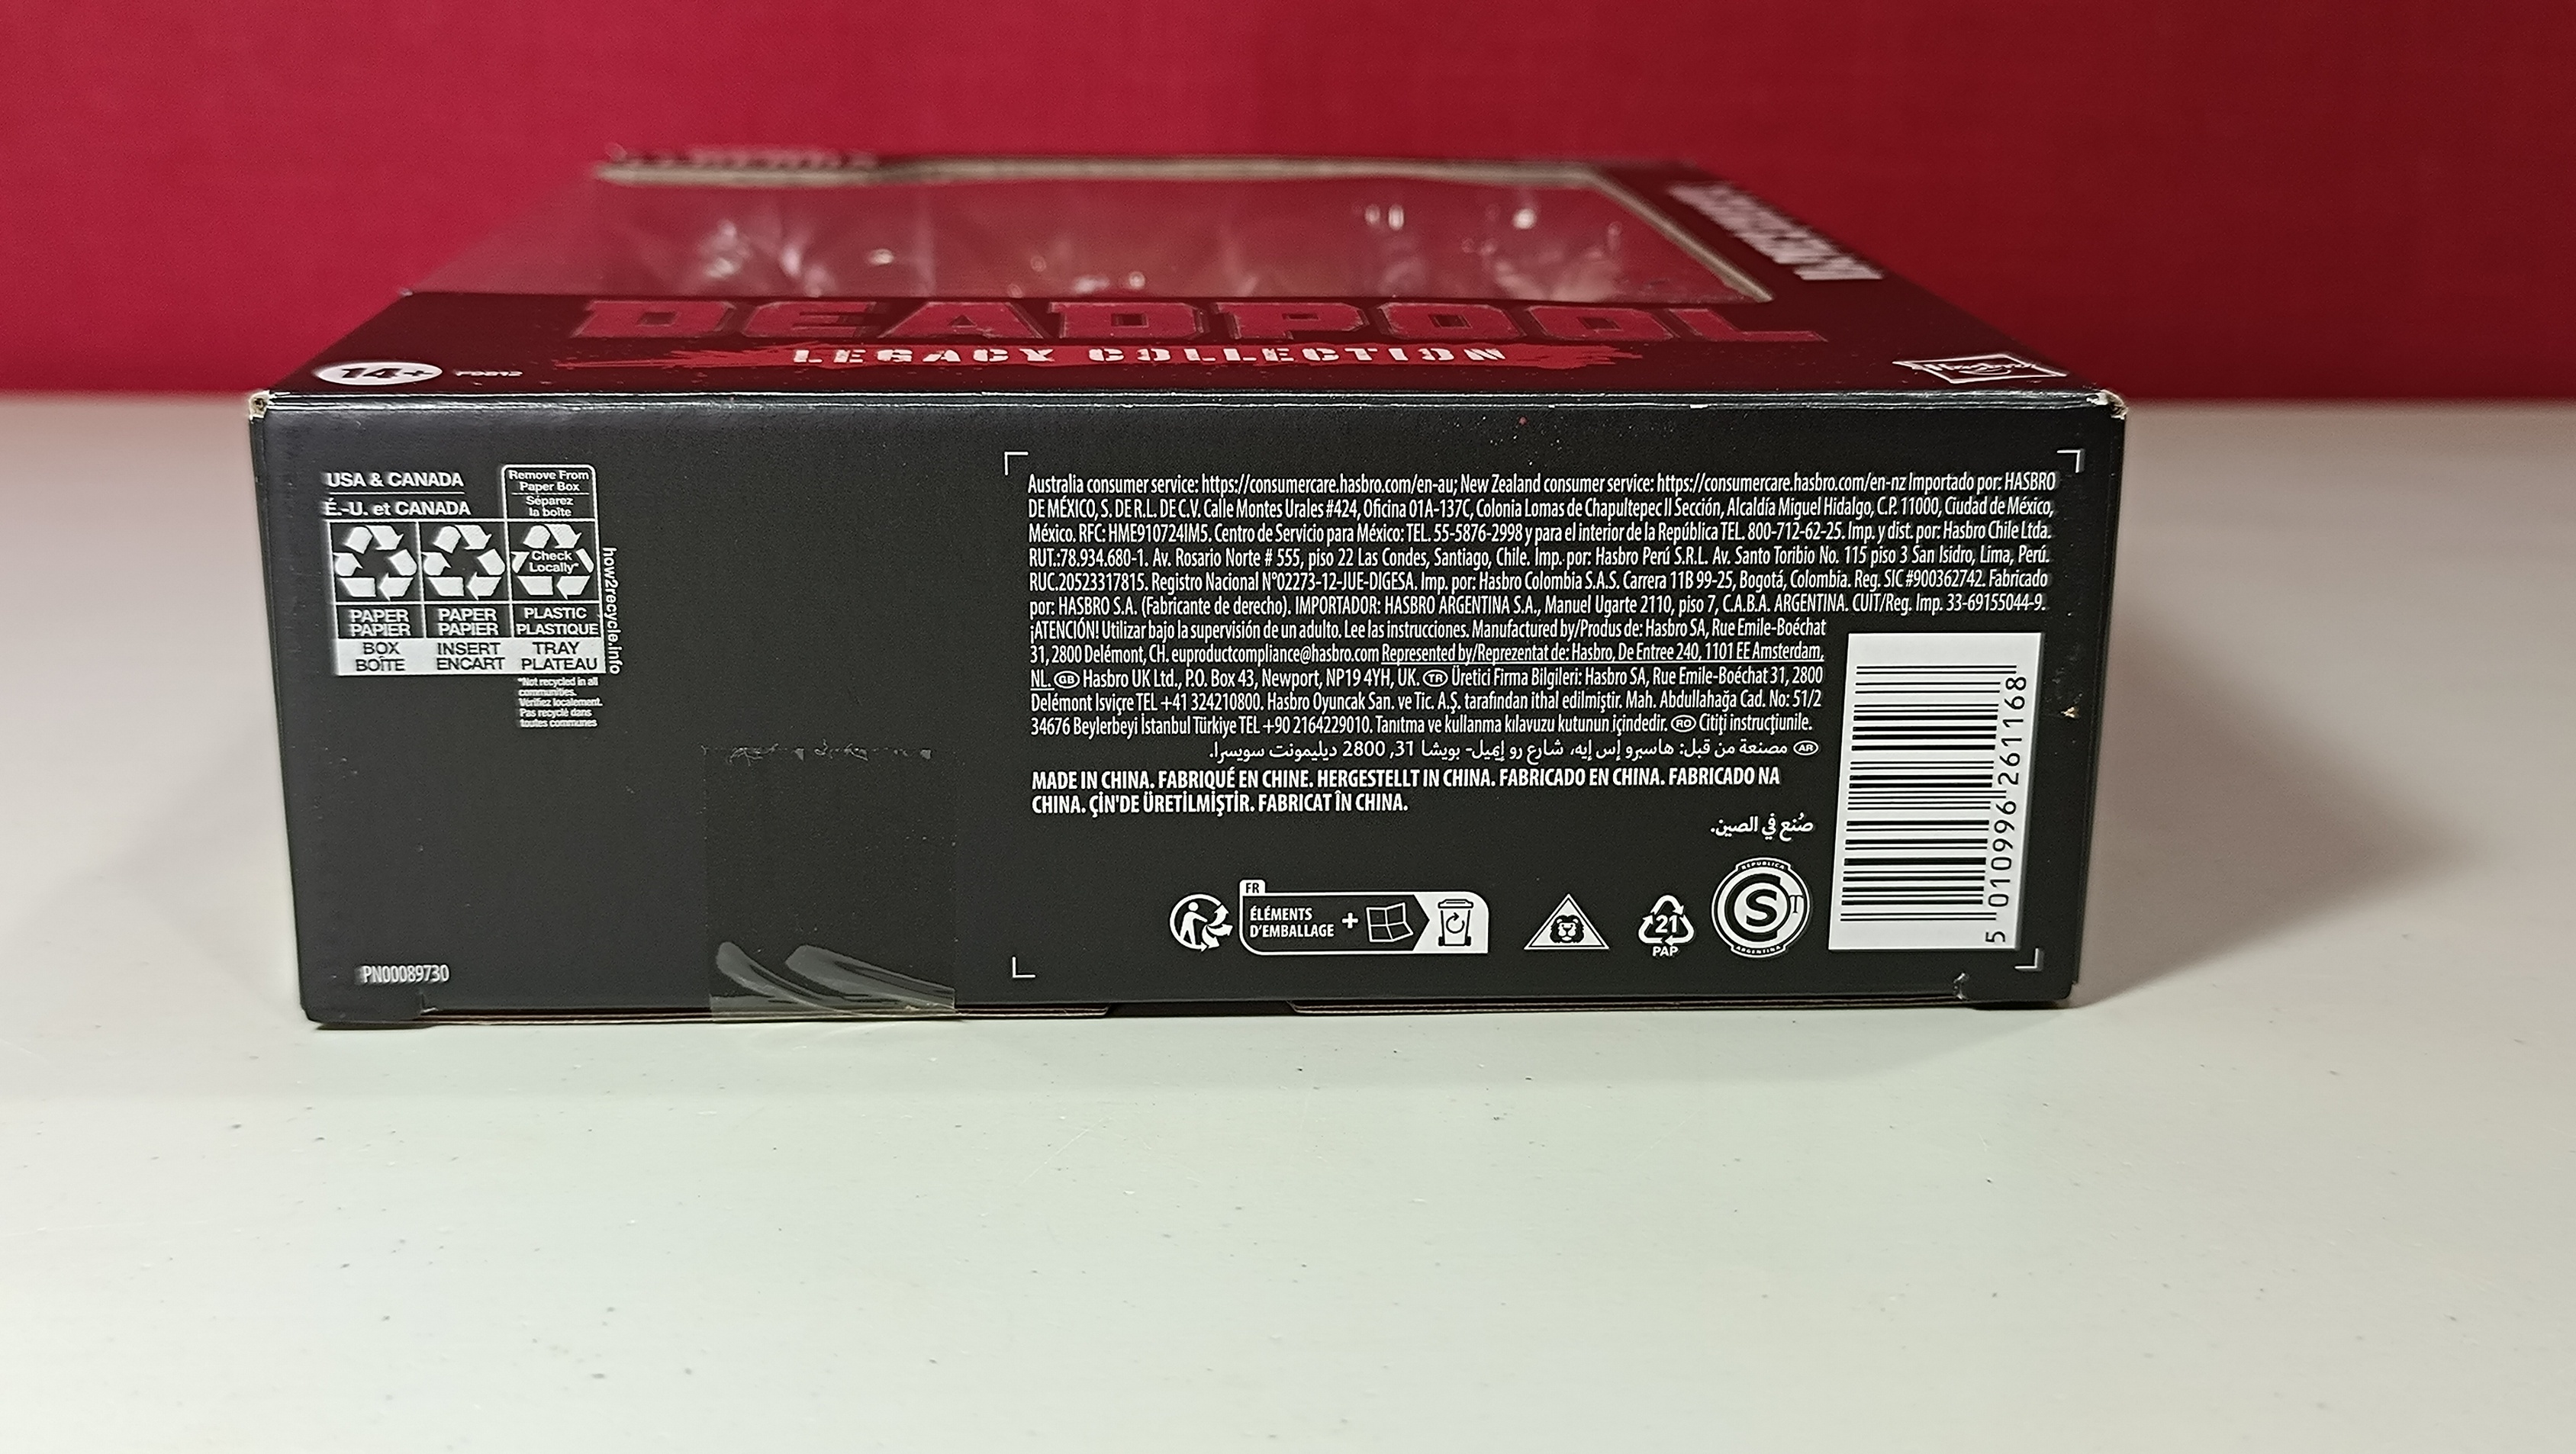 DEADPOOL
LEGACY COLLECTION
14+
Hasbro
USA & CANADA
É.-U. et CANADA
Remove From
Paper Box
Séparez
la boîte
Check
Locally*
PAPER
PAPIER
PAPER
PAPIER
PLASTIC
PLASTIQUE
BOX
BOÎTE
INSERT
ENCART
TRAY
PLATEAU
how2recycle.info
*Not recycled in all
communities.
Vérifiez localement.
Pas recyclé dans
toutes communes
PN00089730
Australia consumer service: https://consumercare.hasbro.com/en-au; New Zealand consumer service: https://consumercare.hasbro.com/en-nz Importado por: HASBRO
DE MÉXICO, S. DE R.L. DE C.V. Calle Montes Urales #424, Oficina 01A-137C, Colonia Lomas de Chapultepec II Sección, Alcaldía Miguel Hidalgo, C.P. 11000, Ciudad de México,
México. RFC: HME910724IM5. Centro de Servicio para México: TEL. 55-5876-2998 y para el interior de la República TEL. 800-712-62-25. Imp. y dist. por: Hasbro Chile Ltda.
RUT.:78.934.680-1. Av. Rosario Norte # 555, piso 22 Las Condes, Santiago, Chile. Imp. por: Hasbro Perú S.R.L. Av. Santo Toribio No. 115 piso 3 San Isidro, Lima, Perú.
RUC.20523317815. Registro Nacional N°02273-12-JUE-DIGESA. Imp. por: Hasbro Colombia S.A.S. Carrera 11B 99-25, Bogotá, Colombia. Reg. SIC #900362742. Fabricado
por: HASBRO S.A. (Fabricante de derecho). IMPORTADOR: HASBRO ARGENTINA S.A., Manuel Ugarte 2110, piso 7, C.A.B.A. ARGENTINA. CUIT/Reg. Imp. 33-69155044-9.
¡ATENCIÓN! Utilizar bajo la supervisión de un adulto. Lee las instrucciones. Manufactured by/Produs de: Hasbro SA, Rue Emile-Boéchat
31, 2800 Delémont, CH. euproductcompliance@hasbro.com Represented by/Reprezentat de: Hasbro, De Entree 240, 1101 EE Amsterdam,
NL. GB Hasbro UK Ltd., P.O. Box 43, Newport, NP19 4YH, UK. TR Üretici Firma Bilgileri: Hasbro SA, Rue Emile-Boéchat 31, 2800
Delémont Isviçre TEL +41 324210800. Hasbro Oyuncak San. ve Tic. A.Ş. tarafından ithal edilmiştir. Mah. Abdullahağa Cad. No: 51/2
34676 Beylerbeyi İstanbul Türkiye TEL +90 2164229010. Tanıtma ve kullanma kılavuzu kutunun içindedir. RO Citiți instrucțiunile.
AR مصنعة من قبل: هاسبرو إس إيه، شارع رو إميل- بويشا 31, 2800 ديليمونت سويسرا.
MADE IN CHINA. FABRIQUÉ EN CHINE. HERGESTELLT IN CHINA. FABRICADO EN CHINA. FABRICADO NA
CHINA. ÇİN'DE ÜRETİLMİŞTİR. FABRICAT ÎN CHINA.
صُنع في الصين.
FR
ÉLÉMENTS
D'EMBALLAGE
+
21
PAP
REPUBLICA
S
T
ARGENTINA
5 010996 261168